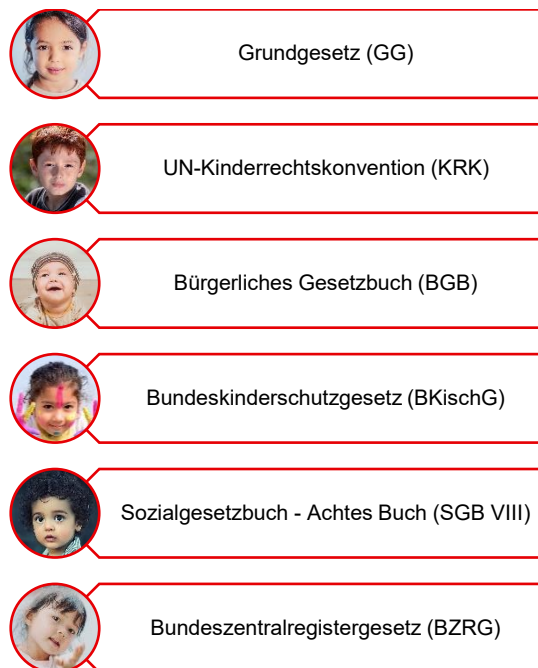 Grundgesetz (GG)
UN-Kinderrechtskonvention (KRK)
Bürgerliches Gesetzbuch (BGB)
Bundeskinderschutzgesetz (BKischG)
Sozialgesetzbuch - Achtes Buch (SGB VIII)
Bundeszentralregistergesetz (BZRG)